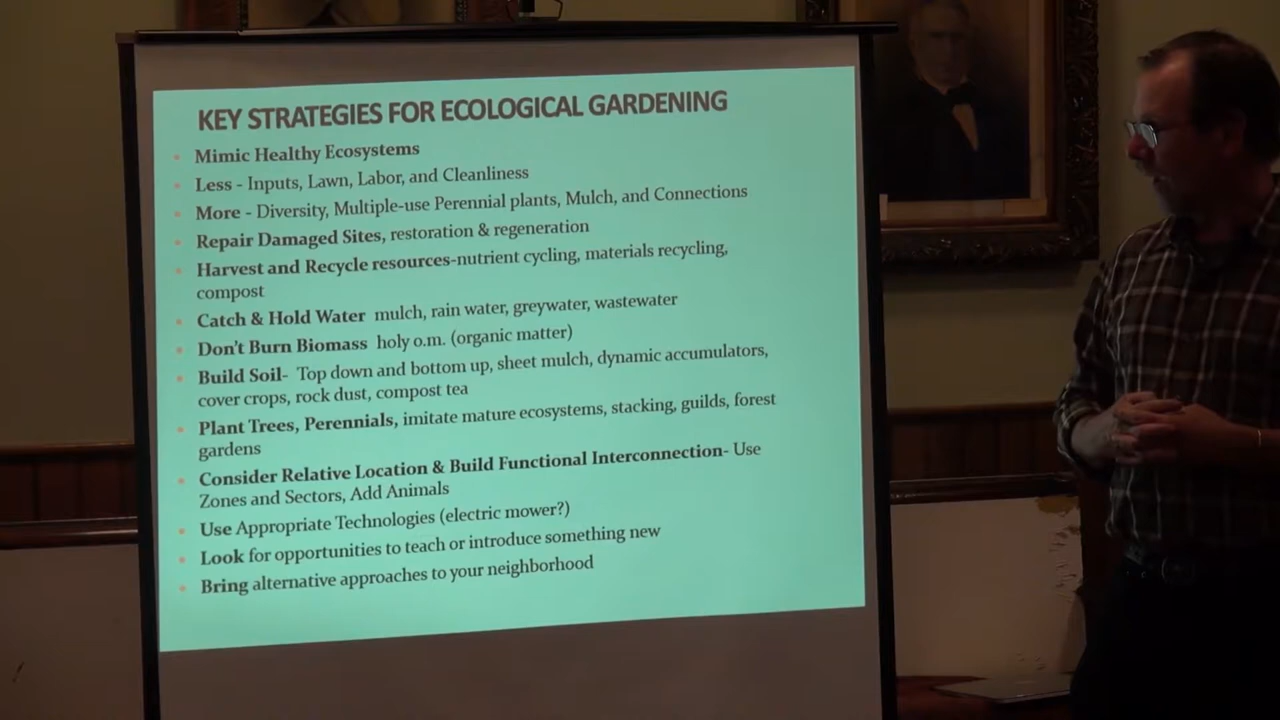 KEY STRATEGIES FOR ECOLOGICAL GARDENING
• Mimic Healthy Ecosystems
• Less - Inputs, Lawn, Labor, and Cleanliness
• More - Diversity, Multiple-use Perennial plants, Mulch, and Connections
• Repair Damaged Sites, restoration & regeneration
• Harvest and Recycle resources-nutrient cycling, materials recycling,
compost
• Catch & Hold Water mulch, rain water, greywater, wastewater
• Don't Burn Biomass holy o.m. (organic matter)
• Build Soil- Top down and bottom up, sheet mulch, dynamic accumulators,
cover crops, rock dust, compost tea
• Plant Trees, Perennials, imitate mature ecosystems, stacking, guilds, forest
gardens
• Consider Relative Location & Build Functional Interconnection- Use
Zones and Sectors, Add Animals
• Use Appropriate Technologies (electric mower?)
• Look for opportunities to teach or introduce something new
• Bring alternative approaches to your neighborhood